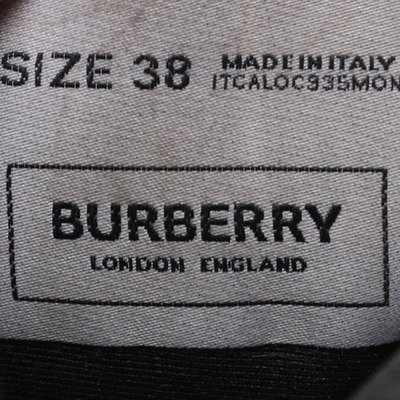 SIZE 38
MADE IN ITALY
ITCALOC935MON
BURBERRY
LONDON ENGLAND